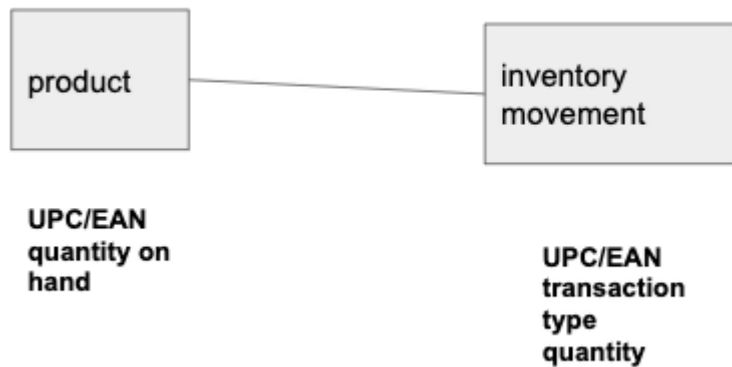 product
inventory
movement
UPC/EAN
quantity on
hand
UPC/EAN
transaction
type
quantity